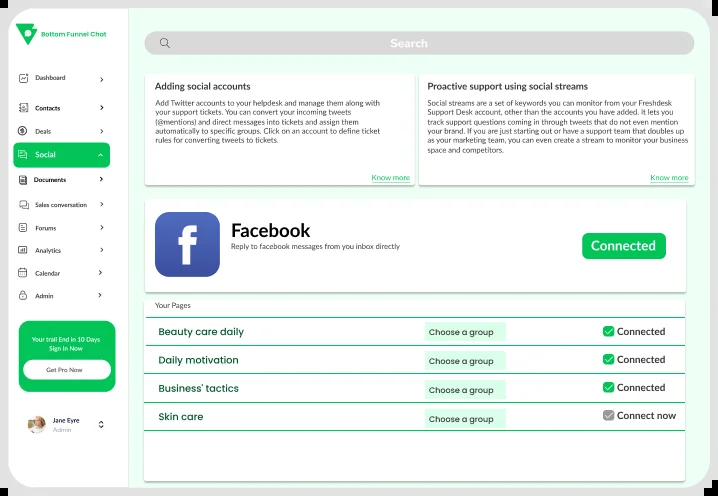 Bottom Funnel Chat
Search
Dashboard
Contacts
Deals
Social
Documents
Sales conversation
Forums
Analytics
Calendar
Admin
Your trail End in 10 Days
Sign In Now
Get Pro Now
Jane Eyre
Admin
Adding social accounts
Add Twitter accounts to your helpdesk and manage them along with
your support tickets. You can convert your incoming tweets
(@mentions) and direct messages into tickets and assign them
automatically to specific groups. Click on an account to define ticket
rules for converting tweets to tickets.
Know more
Proactive support using social streams
Social streams are a set of keywords you can monitor from your Freshdesk
Support Desk account, other than the accounts you have added. It lets you
track support questions coming in through tweets that do not even mention
your brand. If you are just starting out or have a support team that doubles up
as your marketing team, you can even create a stream to monitor your business
space and competitors.
Know more
f
Facebook
Reply to facebook messages from you inbox directly
Connected
Your Pages
Beauty care daily Choose a group Connected
Daily motivation Choose a group Connected
Business' tactics Choose a group Connected
Skin care Choose a group Connect now